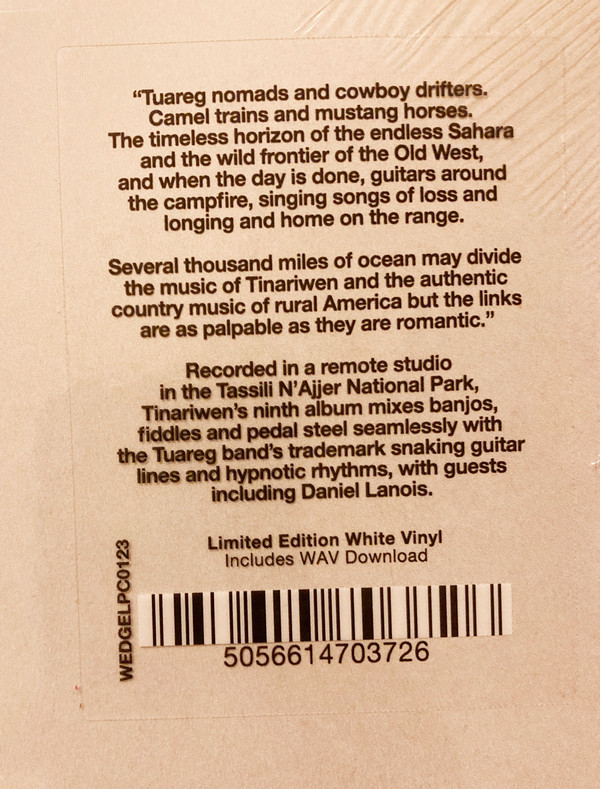 “Tuareg nomads and cowboy drifters.
Camel trains and mustang horses.
The timeless horizon of the endless Sahara
and the wild frontier of the Old West,
and when the day is done, guitars around
the campfire, singing songs of loss and
longing and home on the range.
Several thousand miles of ocean may divide
the music of Tinariwen and the authentic
country music of rural America but the links
are as palpable as they are romantic.”
Recorded in a remote studio
in the Tassili N’Ajjer National Park,
Tinariwen’s ninth album mixes banjos,
fiddles and pedal steel seamlessly with
the Tuareg band’s trademark snaking guitar
lines and hypnotic rhythms, with guests
including Daniel Lanois.
Limited Edition White Vinyl
Includes WAV Download
WEDGELPC0123
5056614703726